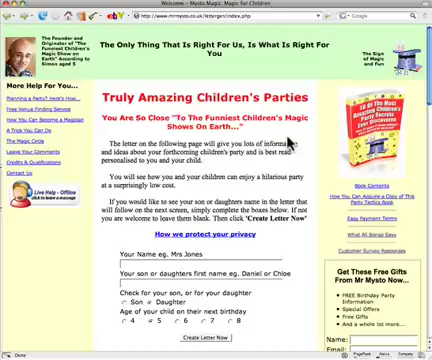 Welcome - Mysto.Magic: Magic for Children
http://www.mrmysto.co.uk/lettergen/index.php
The Founder and
Originator of "The
Funniest Children's
Magic Show on
Earth" According to
Simon aged 5
The Only Thing That Is Right For Us, Is What Is Right For
You
The Sign
of Magic
and Fun
More Help For You...
Planning a Party? Here's How...
Free Venue Finding Service
How You Can Become a Magician
A Trick You Can Do
The Magic Circle
Leave Your Comments
Credits & Qualifications
Contact Us
Live Help - Offline
Click to leave a message
Truly Amazing Children's Parties
You Are So Close "To The Funniest Children's Magic
Shows On Earth..."
The letter on the following page will give you lots of information
and ideas about your forthcoming children's party and is best read
personalised to you and your child.
You will see how you and your children can enjoy a hilarious party
at a surprisingly low cost.
If you would like to see your son or daughters name in the letter that
will follow on the next screen, simply complete the boxes below. If not
you are welcome to leave them blank. Then click 'Create Letter Now'
How we protect your privacy
Your Name eg. Mrs Jones
Your son or daughters first name eg. Daniel or Chloe
Check for your son, or for your daughter
Son Daughter
Age of your child on their next birthday
4 5 6 7 8
Create Letter Now
Book Contents
How You Can Acquire a Copy of This
Party Tactics Book
Easy Payment Terms
What Ali Bongo Says
Customer Survey Responses
Get These Free Gifts
From Mr Mysto Now!
FREE Birthday Party
Information
Special Offers
Free Gifts
And a whole lot more...
Name:
Email:
Done
PageRank
Alexa
Compete